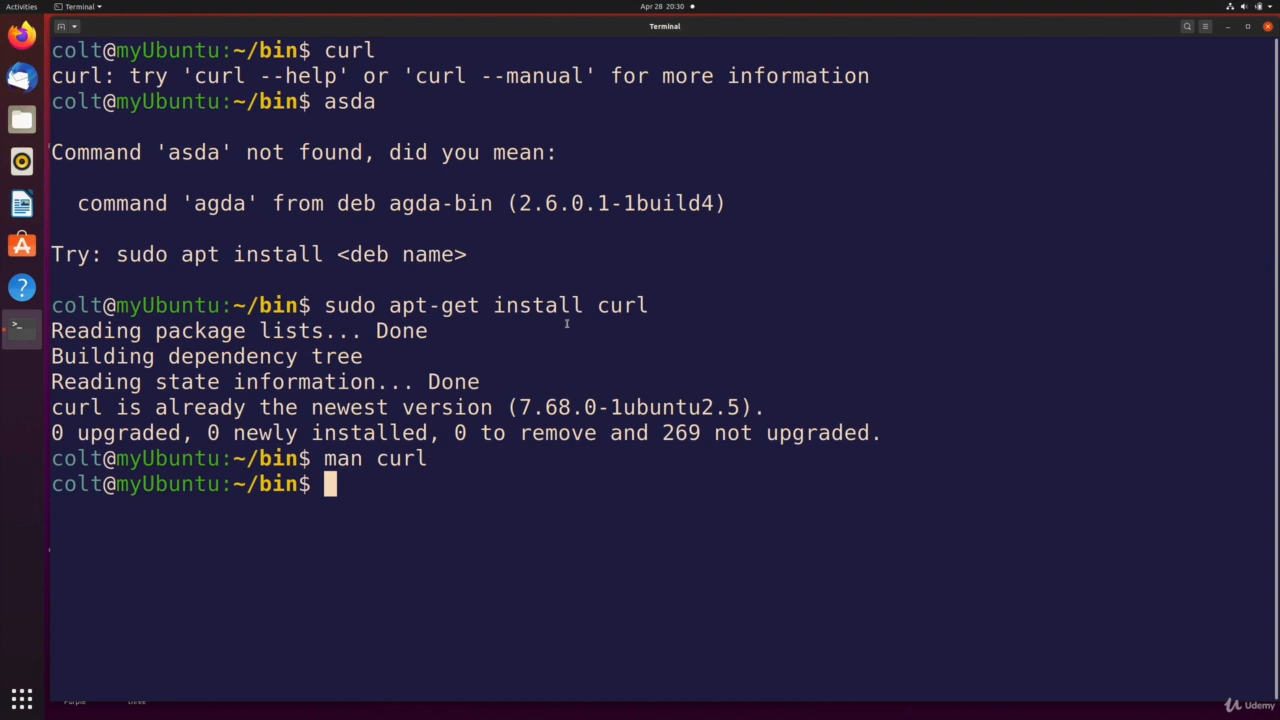 Activities
Terminal
Apr 28 20:30
Terminal
colt@myUbuntu:~/bin$ curl
curl: try 'curl --help' or 'curl --manual' for more information
colt@myUbuntu:~/bin$ asda
Command 'asda' not found, did you mean:
command 'agda' from deb agda-bin (2.6.0.1-1build4)
Try: sudo apt install <deb name>
colt@myUbuntu:~/bin$ sudo apt-get install curl
Reading package lists... Done
Building dependency tree
Reading state information... Done
curl is already the newest version (7.68.0-1ubuntu2.5).
0 upgraded, 0 newly installed, 0 to remove and 269 not upgraded.
colt@myUbuntu:~/bin$ man curl
colt@myUbuntu:~/bin$
Udemy